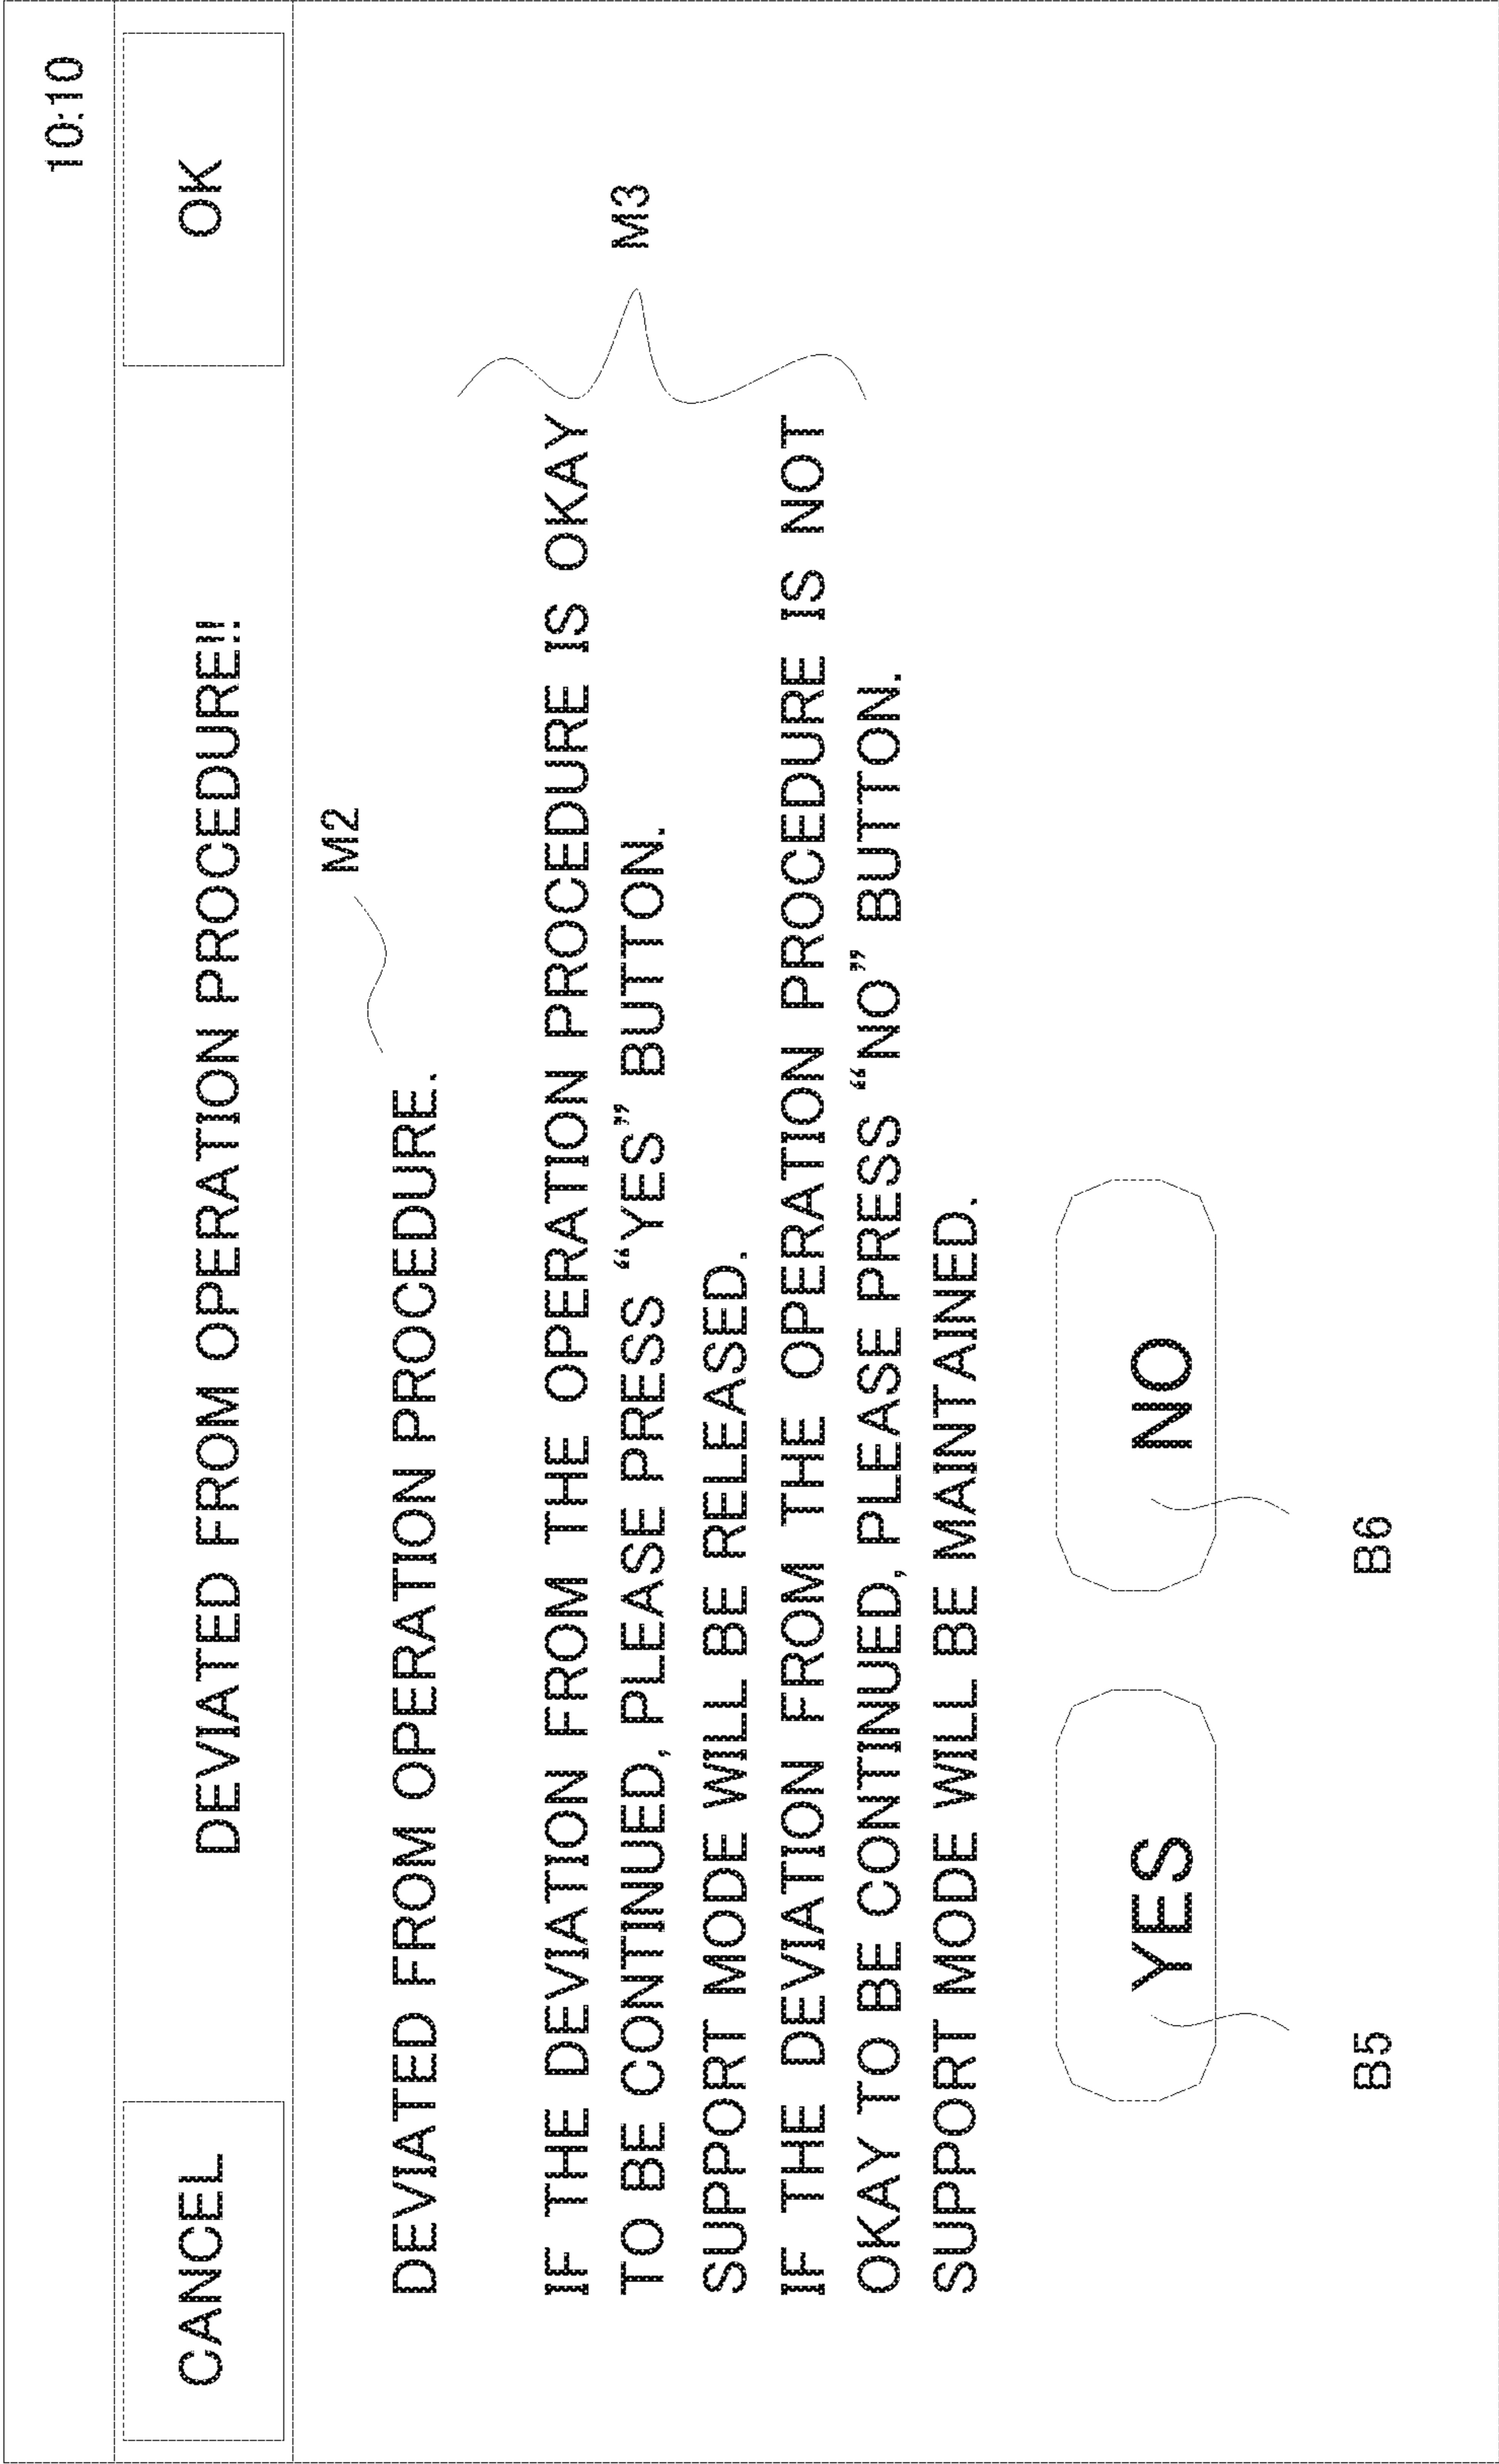 10:10
CANCEL
DEVIATED FROM OPERATION PROCEDURE!!
OK
M2
DEVIATED FROM OPERATION PROCEDURE.
IF THE DEVIATION FROM THE OPERATION PROCEDURE IS OKAY
TO BE CONTINUED, PLEASE PRESS “YES” BUTTON.
SUPPORT MODE WILL BE RELEASED.
IF THE DEVIATION FROM THE OPERATION PROCEDURE IS NOT
OKAY TO BE CONTINUED, PLEASE PRESS “NO” BUTTON.
SUPPORT MODE WILL BE MAINTAINED.
M3
YES
NO
B5
B6